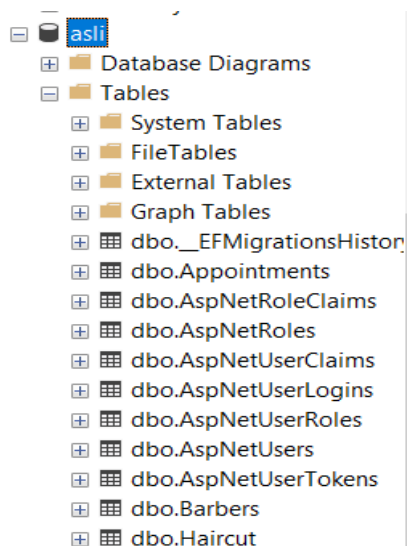 asli
Database Diagrams
Tables
System Tables
FileTables
External Tables
Graph Tables
dbo.__EFMigrationsHistory
dbo.Appointments
dbo.AspNetRoleClaims
dbo.AspNetRoles
dbo.AspNetUserClaims
dbo.AspNetUserLogins
dbo.AspNetUserRoles
dbo.AspNetUsers
dbo.AspNetUserTokens
dbo.Barbers
dbo.Haircut